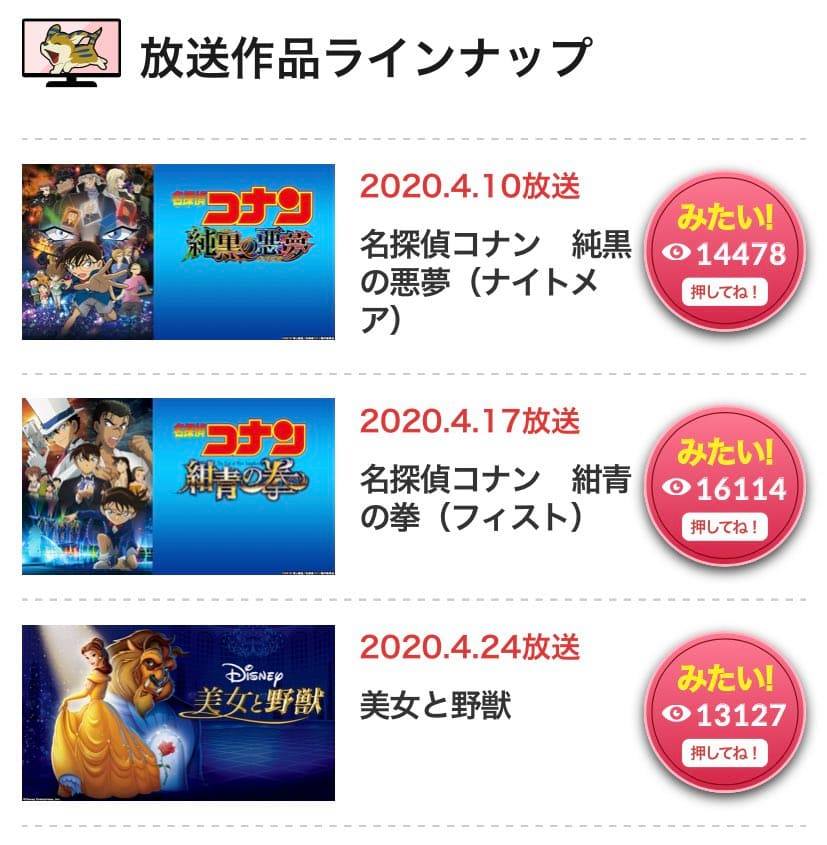 放送作品ラインナップ
名探偵コナン
純黒の悪夢
2020.4.10放送
名探偵コナン　純黒
の悪夢（ナイトメ
ア）
みたい!
14478
押してね！
名探偵コナン
紺青の拳
2020.4.17放送
名探偵コナン　紺青
の拳（フィスト）
みたい!
16114
押してね！
Disney
美女と野獣
2020.4.24放送
美女と野獣
みたい!
13127
押してね！